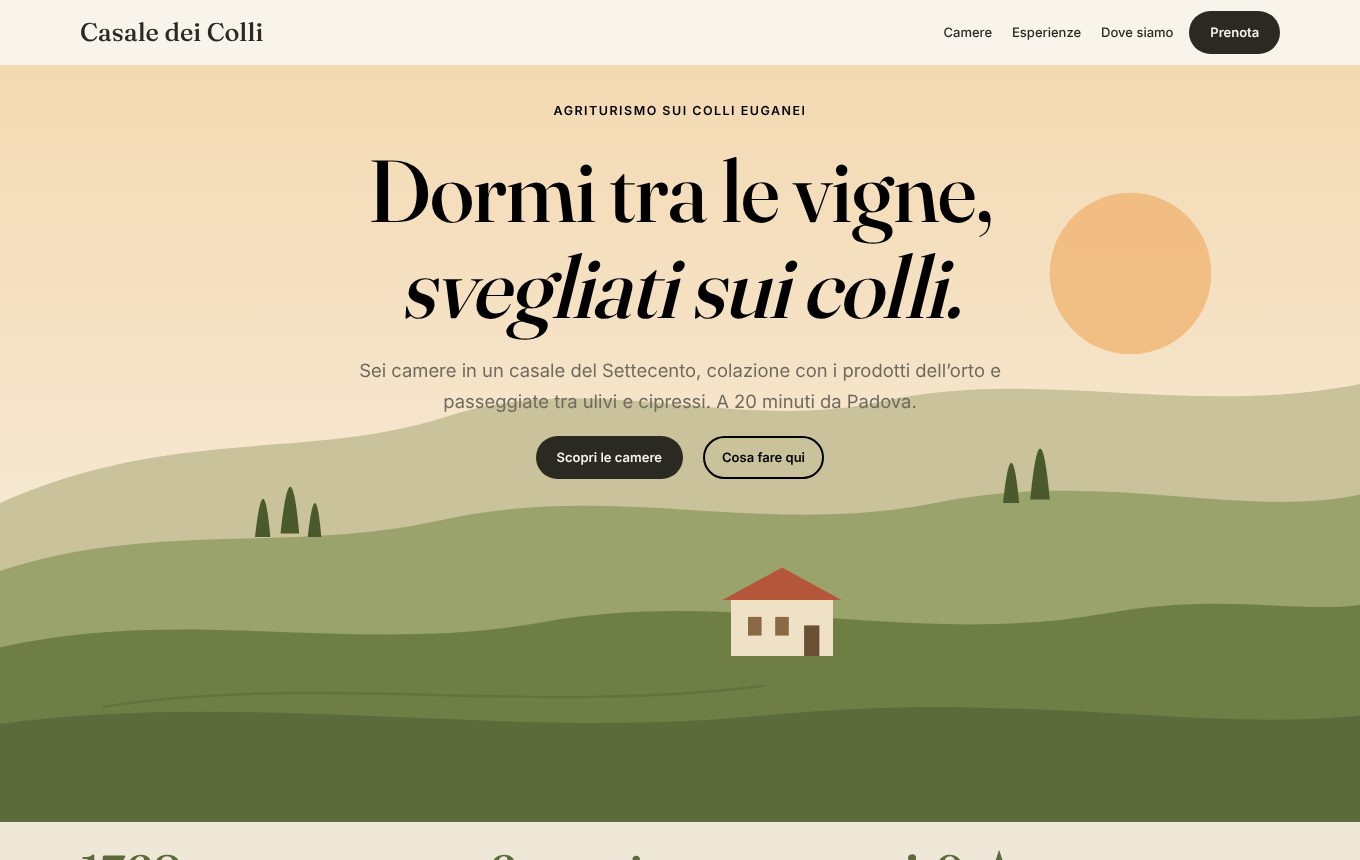 Casale dei Colli
Camere Esperienze Dove siamo Prenota
AGRITURISMO SUI COLLI EUGANEI
Dormi tra le vigne,
svegliati sui colli.
Sei camere in un casale del Settecento, colazione con i prodotti dell’orto e
passeggiate tra ulivi e cipressi. A 20 minuti da Padova.
Scopri le camere Cosa fare qui